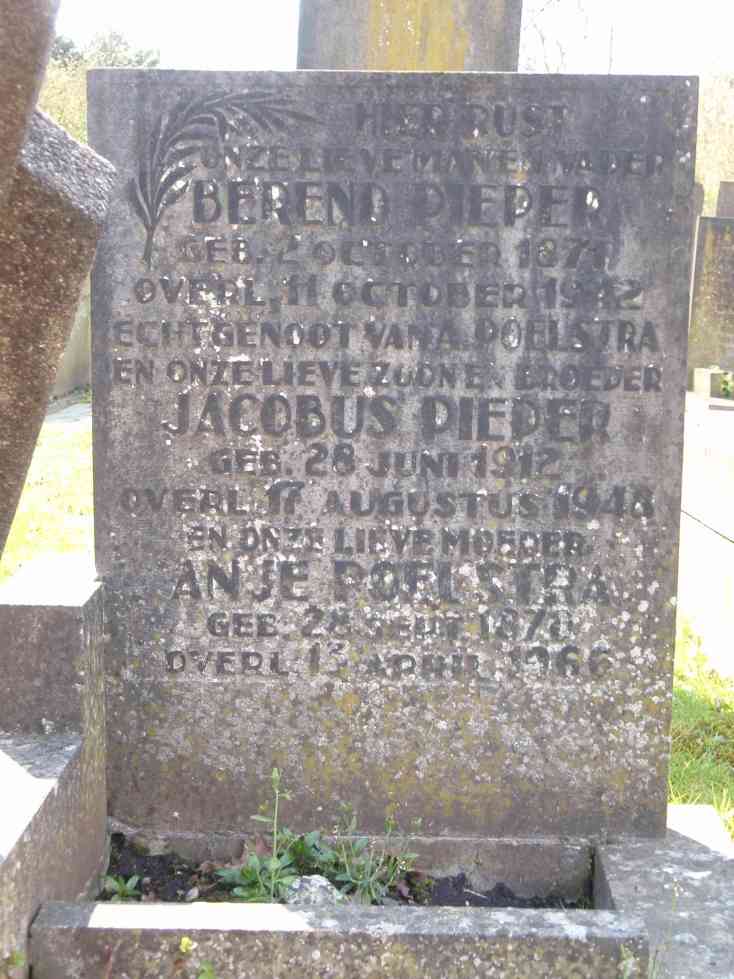 HIER RUST
ONZE LIEVE MAN EN VADER
BEREND PIEPER
GEB. 2 OCTOBER 1871
OVERL. 11 OCTOBER 1942
ECHTGENOOT VAN A. POELSTRA
EN ONZE LIEVE ZOON EN BROEDER
JACOBUS PIEPER
GEB. 28 JUNI 1912
OVERL. 17 AUGUSTUS 1948
EN ONZE LIEVE MOEDER
ANJE POELSTRA
GEB. 28 SEPT. 1878
OVERL. 13 APRIL 1966